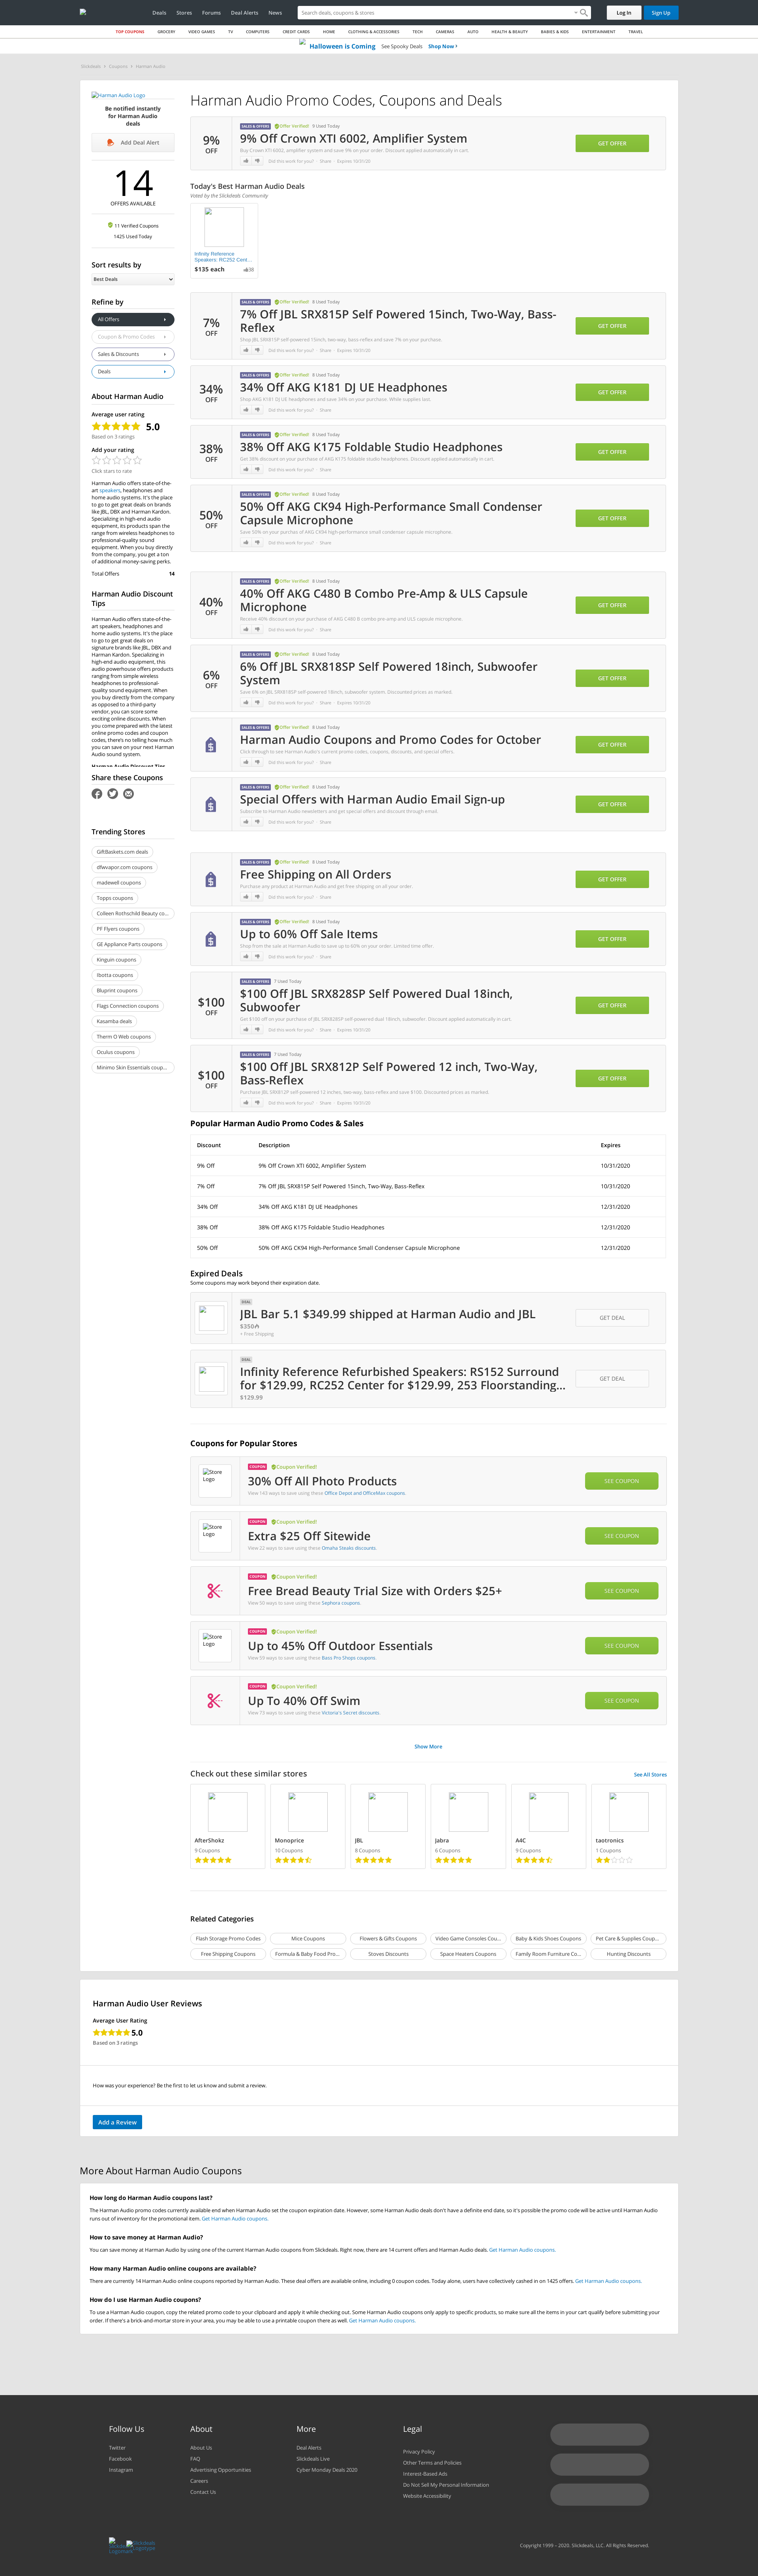 Deals Stores Forums Deal Alerts News
Search deals, coupons & stores
Log In
Sign Up
TOP COUPONS GROCERY VIDEO GAMES TV COMPUTERS CREDIT CARDS HOME CLOTHING & ACCESSORIES TECH CAMERAS AUTO HEALTH & BEAUTY BABIES & KIDS ENTERTAINMENT TRAVEL
Halloween is Coming See Spooky Deals Shop Now
Slickdeals > Coupons > Harman Audio
Harman Audio Logo
Be notified instantly
for Harman Audio
deals
Add Deal Alert
14
OFFERS AVAILABLE
11 Verified Coupons
1425 Used Today
Sort results by
Best Deals
Refine by
All Offers
Coupon & Promo Codes
Sales & Discounts
Deals
About Harman Audio
Average user rating
5.0
Based on 3 ratings
Add your rating
Click stars to rate
Harman Audio offers state-of-the-
art speakers, headphones and
home audio systems. It's the place
to go to get great deals on brands
like JBL, DBX and Harman Kardon.
Specializing in high-end audio
equipment, its products span the
range from wireless headphones to
professional-quality sound
equipment. When you buy directly
from the company, you get a ton
of additional money-saving perks.
Total Offers 14
Harman Audio Discount
Tips
Harman Audio offers state-of-the-
art speakers, headphones and
home audio systems. It's the place
to go to get great deals on
signature brands like JBL, DBX and
Harman Kardon. Specializing in
high-end audio equipment, this
audio powerhouse offers products
ranging from simple wireless
headphones to professional-
quality sound equipment. When
you buy directly from the company
as opposed to a third-party
vendor, you can score some
exciting online discounts. When
you come prepared with the latest
online promo codes and coupon
codes, there's no telling how much
you can save on your next Harman
Audio sound system.
Harman Audio Discount Tips
Share these Coupons
Trending Stores
GiftBaskets.com deals
dfwvapor.com coupons
madewell coupons
Topps coupons
Colleen Rothschild Beauty co...
PF Flyers coupons
GE Appliance Parts coupons
Kinguin coupons
Ibotta coupons
Bluprint coupons
Flags Connection coupons
Kasamba deals
Therm O Web coupons
Oculus coupons
Minimo Skin Essentials coup...
Harman Audio Promo Codes, Coupons and Deals
9%
OFF
SALES & OFFERS Offer Verified! 9 Used Today
9% Off Crown XTI 6002, Amplifier System
Buy Crown XTI 6002, amplifier system and save 9% on your order. Discount applied automatically in cart.
Did this work for you? · Share · Expires 10/31/20
GET OFFER
Today's Best Harman Audio Deals
Voted by the Slickdeals Community
Infinity Reference
Speakers: RC252 Cent...
$135 each
7%
OFF
SALES & OFFERS Offer Verified! 8 Used Today
7% Off JBL SRX815P Self Powered 15inch, Two-Way, Bass-
Reflex
Shop JBL SRX815P self-powered 15inch, two-way, bass-reflex and save 7% on your purchase.
Did this work for you? · Share · Expires 10/31/20
GET OFFER
34%
OFF
SALES & OFFERS Offer Verified! 8 Used Today
34% Off AKG K181 DJ UE Headphones
Shop AKG K181 DJ UE headphones and save 34% on your purchase. While supplies last.
Did this work for you? · Share
GET OFFER
38%
OFF
SALES & OFFERS Offer Verified! 8 Used Today
38% Off AKG K175 Foldable Studio Headphones
Get 38% discount on your purchase of AKG K175 foldable studio headphones. Discount applied automatically in cart.
Did this work for you? · Share
GET OFFER
50%
OFF
SALES & OFFERS Offer Verified! 8 Used Today
50% Off AKG CK94 High-Performance Small Condenser
Capsule Microphone
Save 50% on your purchase of AKG CK94 high-performance small condenser capsule microphone.
Did this work for you? · Share
GET OFFER
40%
OFF
SALES & OFFERS Offer Verified! 8 Used Today
40% Off AKG C480 B Combo Pre-Amp & ULS Capsule
Microphone
Receive 40% discount on your purchase of AKG C480 B combo pre-amp and ULS capsule microphone.
Did this work for you? · Share
GET OFFER
6%
OFF
SALES & OFFERS Offer Verified! 8 Used Today
6% Off JBL SRX818SP Self Powered 18inch, Subwoofer
System
Save 6% on JBL SRX818SP self-powered 18inch, subwoofer system. Discounted prices as marked.
Did this work for you? · Share · Expires 10/31/20
GET OFFER
SALES & OFFERS Offer Verified! 8 Used Today
Harman Audio Coupons and Promo Codes for October
Click through to see Harman Audio's current promo codes, coupons, discounts, and special offers.
Did this work for you? · Share
GET OFFER
SALES & OFFERS Offer Verified! 8 Used Today
Special Offers with Harman Audio Email Sign-up
Subscribe to Harman Audio newsletters and get special offers and discount through email.
Did this work for you? · Share
GET OFFER
SALES & OFFERS Offer Verified! 8 Used Today
Free Shipping on All Orders
Purchase any product at Harman Audio and get free shipping on all your order.
Did this work for you? · Share
GET OFFER
SALES & OFFERS Offer Verified! 8 Used Today
Up to 60% Off Sale Items
Shop from the sale at Harman Audio to save up to 60% on your order. Limited time offer.
Did this work for you? · Share
GET OFFER
$100
OFF
SALES & OFFERS 7 Used Today
$100 Off JBL SRX828SP Self Powered Dual 18inch,
Subwoofer
Get $100 off on your purchase of JBL SRX828SP self-powered dual 18inch, subwoofer. Discount applied automatically in cart.
Did this work for you? · Share · Expires 10/31/20
GET OFFER
$100
OFF
SALES & OFFERS 7 Used Today
$100 Off JBL SRX812P Self Powered 12 inch, Two-Way,
Bass-Reflex
Purchase JBL SRX812P self-powered 12 inches, two-way, bass-reflex and save $100. Discounted prices as marked.
Did this work for you? · Share · Expires 10/31/20
GET OFFER
Popular Harman Audio Promo Codes & Sales
Discount Description Expires
9% Off 9% Off Crown XTI 6002, Amplifier System 10/31/2020
7% Off 7% Off JBL SRX815P Self Powered 15inch, Two-Way, Bass-Reflex 10/31/2020
34% Off 34% Off AKG K181 DJ UE Headphones 12/31/2020
38% Off 38% Off AKG K175 Foldable Studio Headphones 12/31/2020
50% Off 50% Off AKG CK94 High-Performance Small Condenser Capsule Microphone 12/31/2020
Expired Deals
Some coupons may work beyond their expiration date.
DEAL
JBL Bar 5.1 $349.99 shipped at Harman Audio and JBL
$350
+ Free Shipping
GET DEAL
DEAL
Infinity Reference Refurbished Speakers: RS152 Surround
for $129.99, RC252 Center for $129.99, 253 Floorstanding...
$129.99
GET DEAL
Coupons for Popular Stores
Store Logo
COUPON Coupon Verified!
30% Off All Photo Products
View 143 ways to save using these Office Depot and OfficeMax coupons.
SEE COUPON
Store Logo
COUPON Coupon Verified!
Extra $25 Off Sitewide
View 22 ways to save using these Omaha Steaks discounts.
SEE COUPON
COUPON Coupon Verified!
Free Bread Beauty Trial Size with Orders $25+
View 50 ways to save using these Sephora coupons.
SEE COUPON
Store Logo
COUPON Coupon Verified!
Up to 45% Off Outdoor Essentials
View 59 ways to save using these Bass Pro Shops coupons.
SEE COUPON
COUPON Coupon Verified!
Up To 40% Off Swim
View 73 ways to save using these Victoria's Secret discounts.
SEE COUPON
Show More
Check out these similar stores
See All Stores
AfterShokz Monoprice JBL Jabra A4C taotronics
9 Coupons 10 Coupons 8 Coupons 6 Coupons 9 Coupons 1 Coupons
Related Categories
Flash Storage Promo Codes Mice Coupons Flowers & Gifts Coupons Video Game Consoles Cou... Baby & Kids Shoes Coupons Pet Care & Supplies Coup...
Free Shipping Coupons Formula & Baby Food Pro... Stoves Discounts Space Heaters Coupons Family Room Furniture Co... Hunting Discounts
Harman Audio User Reviews
Average User Rating
5.0
Based on 3 ratings
How was your experience? Be the first to let us know and submit a review.
Add a Review
More About Harman Audio Coupons
How long do Harman Audio coupons last?
The Harman Audio promo codes currently available end when Harman Audio set the coupon expiration date. However, some Harman Audio deals don't have a definite end date, so it's possible the promo code will be active until Harman Audio
runs out of inventory for the promotional item. Get Harman Audio coupons.
How to save money at Harman Audio?
You can save money at Harman Audio by using one of the current Harman Audio coupons from Slickdeals. Right now, there are 14 current offers and Harman Audio deals. Get Harman Audio coupons.
How many Harman Audio online coupons are available?
There are currently 14 Harman Audio online coupons reported by Harman Audio. These deal offers are available online, including 0 coupon codes. Today alone, users have collectively cashed in on 1425 offers. Get Harman Audio coupons.
How do I use Harman Audio coupons?
To use a Harman Audio coupon, copy the related promo code to your clipboard and apply it while checking out. Some Harman Audio coupons only apply to specific products, so make sure all the items in your cart qualify before submitting your
order. If there's a brick-and-mortar store in your area, you may be able to use a printable coupon there as well. Get Harman Audio coupons.
Follow Us
Twitter
Facebook
Instagram
About
About Us
FAQ
Advertising Opportunities
Careers
Contact Us
More
Deal Alerts
Slickdeals Live
Cyber Monday Deals 2020
Legal
Privacy Policy
Other Terms and Policies
Interest-Based Ads
Do Not Sell My Personal Information
Website Accessibility
Copyright 1999 – 2020. Slickdeals, LLC. All Rights Reserved.